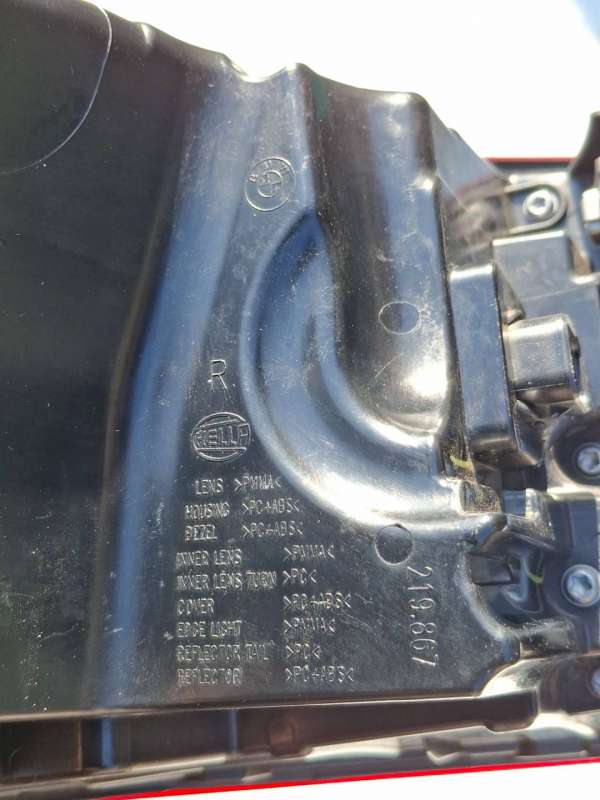 BMW
R
HELLA
LENS >PMMA<
HOUSING >PC+ABS<
BEZEL >PC+ABS<
INNER LENS >PMMA<
INNER LENS TURN >PC<
COVER >PC+ABS<
EDGE LIGHT >PMMA<
REFLECTOR TAIL >PC<
REFLECTOR >PC+ABS<
219.867